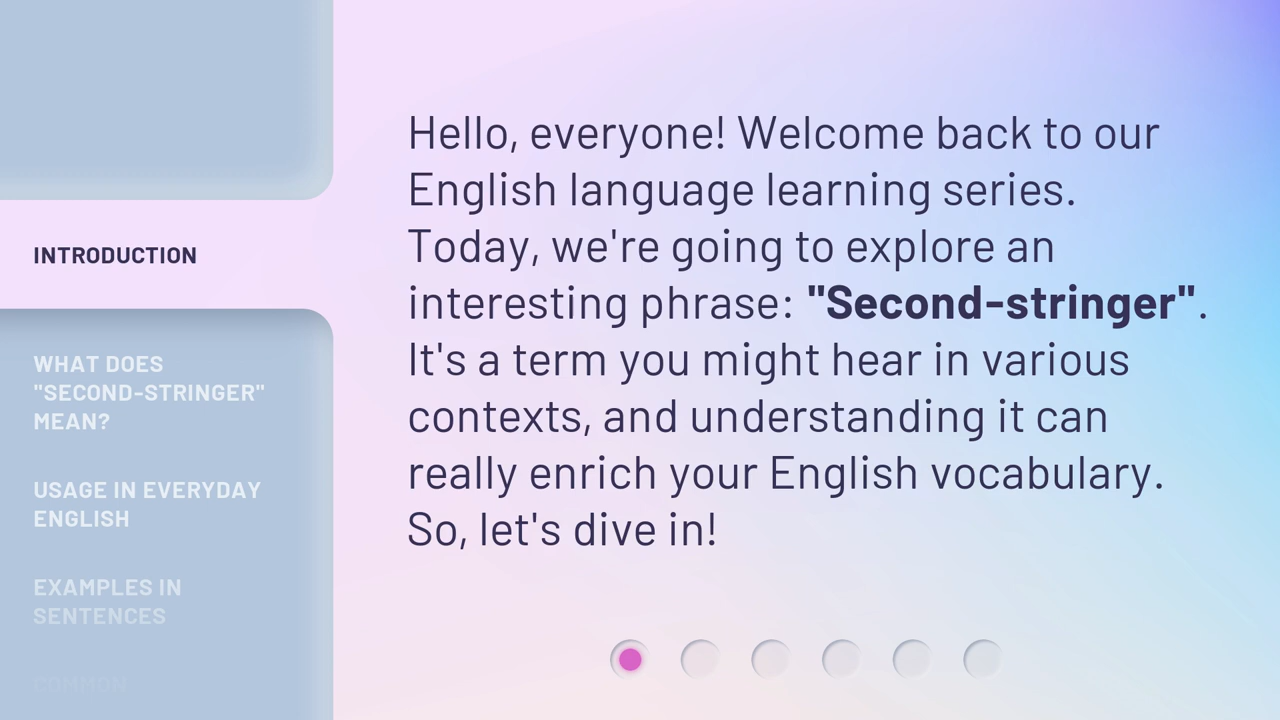 INTRODUCTION
WHAT DOES
"SECOND-STRINGER"
MEAN?
USAGE IN EVERYDAY
ENGLISH
EXAMPLES IN
SENTENCES
COMMON
Hello, everyone! Welcome back to our
English language learning series.
Today, we're going to explore an
interesting phrase: "Second-stringer".
It's a term you might hear in various
contexts, and understanding it can
really enrich your English vocabulary.
So, let's dive in!